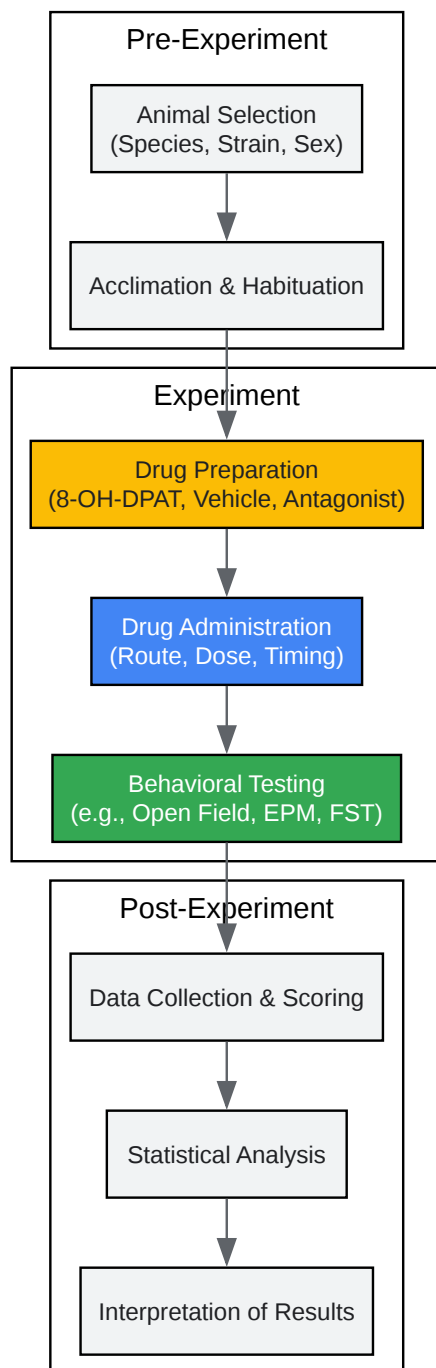 Pre-Experiment
Animal Selection
(Species, Strain, Sex)
Acclimation & Habituation
Experiment
Drug Preparation
(8-OH-DPAT, Vehicle, Antagonist)
Drug Administration
(Route, Dose, Timing)
Behavioral Testing
(e.g., Open Field, EPM, FST)
Post-Experiment
Data Collection & Scoring
Statistical Analysis
Interpretation of Results